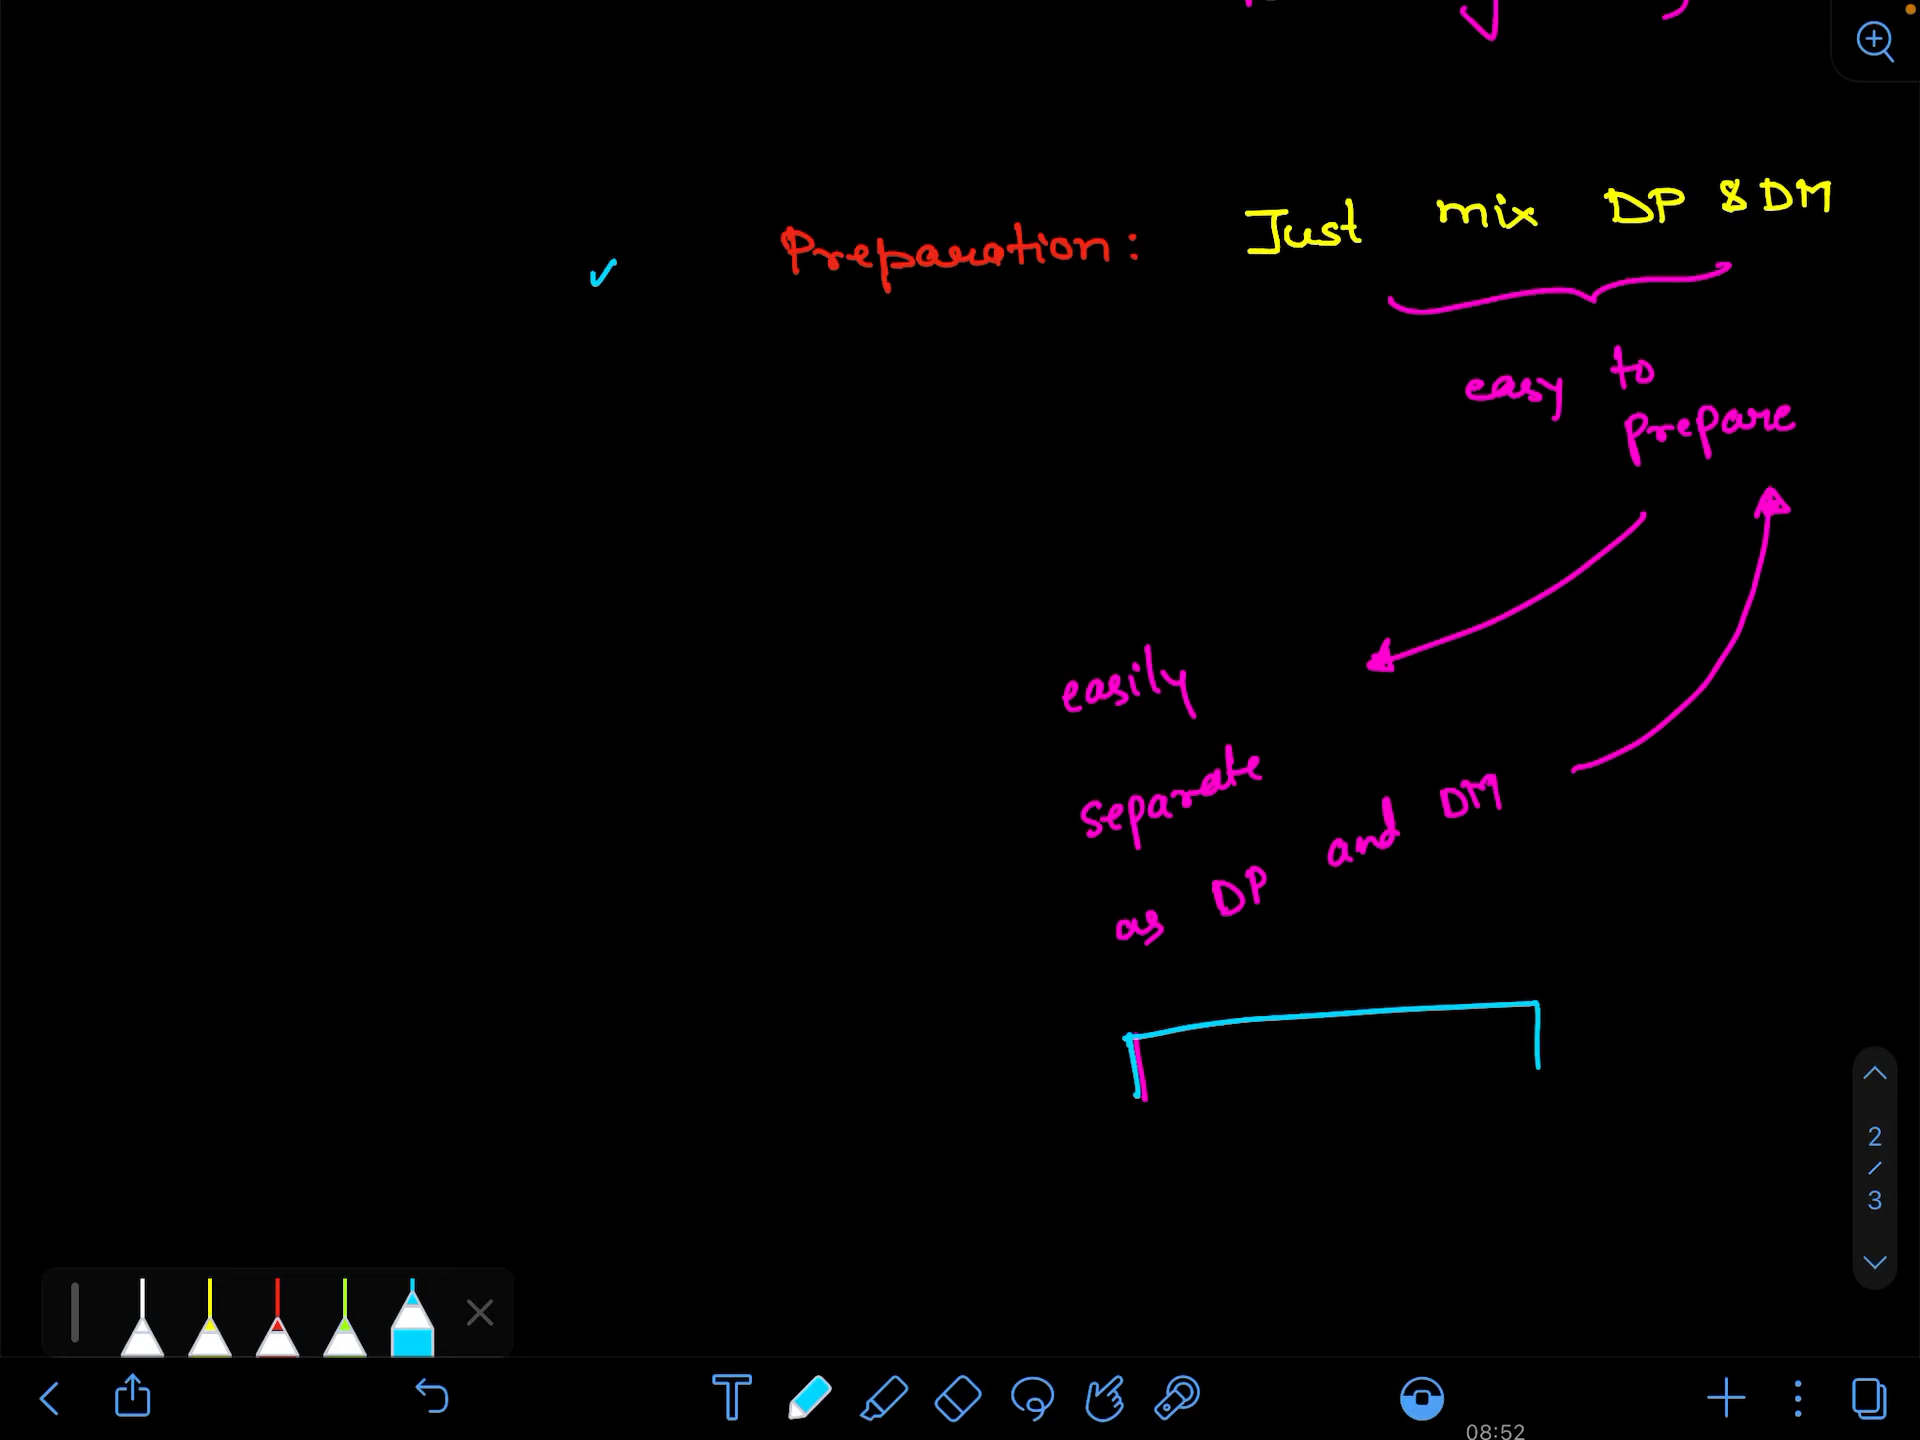 Preparation: Just mix DP & DM
easy to
prepare
easily
separate
as DP and DM
2
/
3
08:52